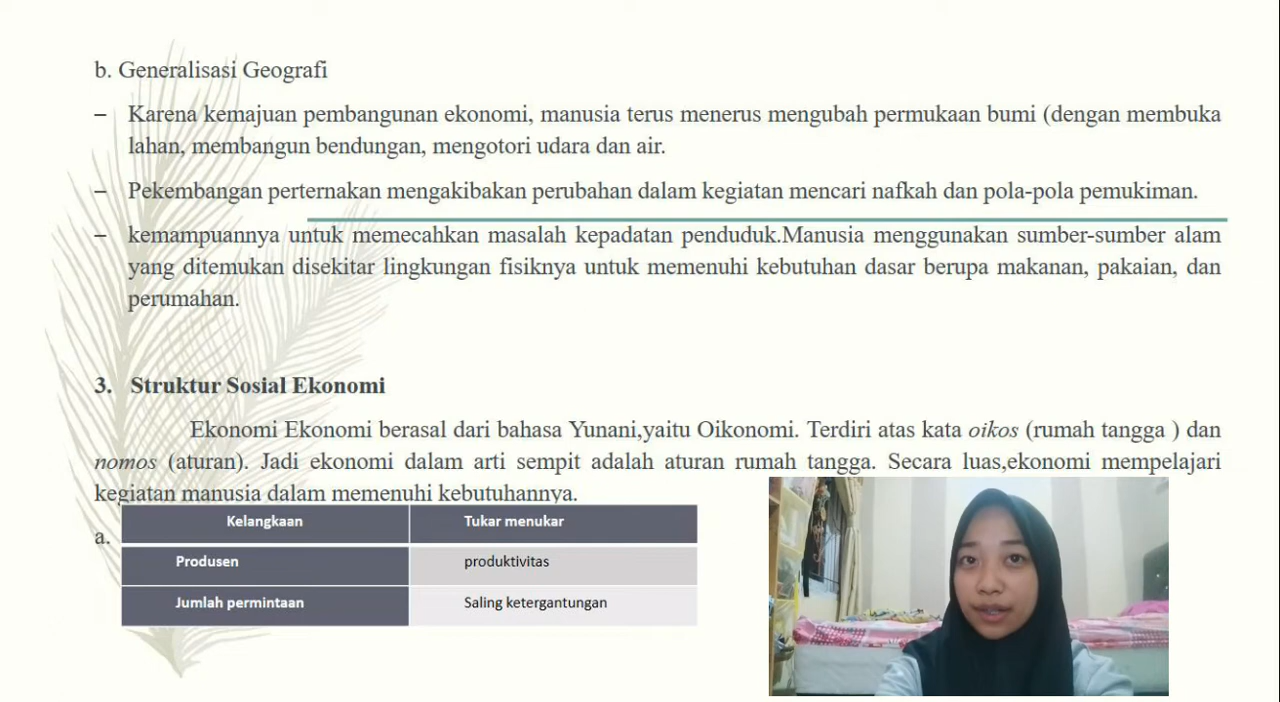 b. Generalisasi Geografi
– Karena kemajuan pembangunan ekonomi, manusia terus menerus mengubah permukaan bumi (dengan membuka
lahan, membangun bendungan, mengotori udara dan air.
– Pekembangan perternakan mengakibakan perubahan dalam kegiatan mencari nafkah dan pola-pola pemukiman.
– kemampuannya untuk memecahkan masalah kepadatan penduduk.Manusia menggunakan sumber-sumber alam
yang ditemukan disekitar lingkungan fisiknya untuk memenuhi kebutuhan dasar berupa makanan, pakaian, dan
perumahan.
3. Struktur Sosial Ekonomi
Ekonomi Ekonomi berasal dari bahasa Yunani,yaitu Oikonomi. Terdiri atas kata oikos (rumah tangga ) dan
nomos (aturan). Jadi ekonomi dalam arti sempit adalah aturan rumah tangga. Secara luas,ekonomi mempelajari
kegiatan manusia dalam memenuhi kebutuhannya.
a.
Kelangkaan Tukar menukar
Produsen produktivitas
Jumlah permintaan Saling ketergantungan